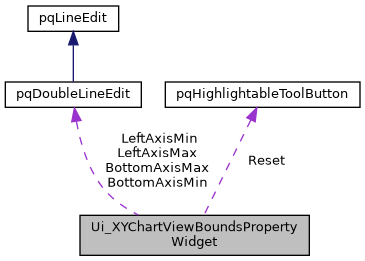 pqLineEdit
pqDoubleLineEdit
pqHighlightableToolButton
LeftAxisMin
LeftAxisMax
BottomAxisMax
BottomAxisMin
Reset
Ui_XYChartViewBoundsProperty
Widget